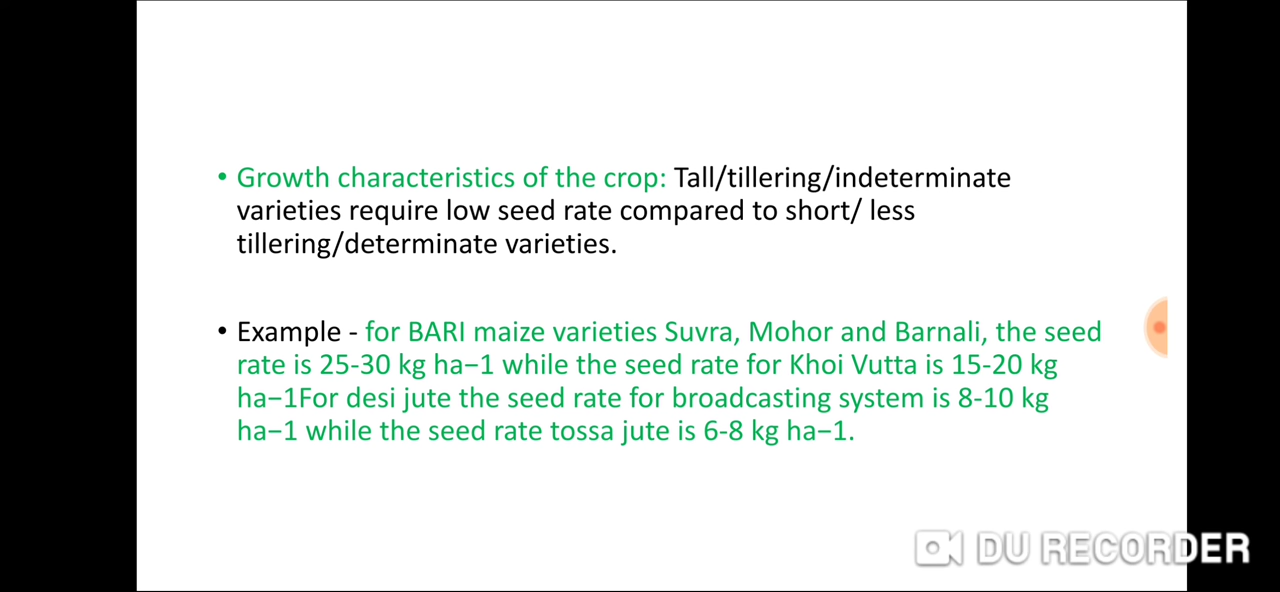 • Growth characteristics of the crop: Tall/tillering/indeterminate
varieties require low seed rate compared to short/ less
tillering/determinate varieties.
• Example - for BARI maize varieties Suvra, Mohor and Barnali, the seed
rate is 25-30 kg ha−1 while the seed rate for Khoi Vutta is 15-20 kg
ha−1For desi jute the seed rate for broadcasting system is 8-10 kg
ha−1 while the seed rate tossa jute is 6-8 kg ha−1.
DU RECORDER